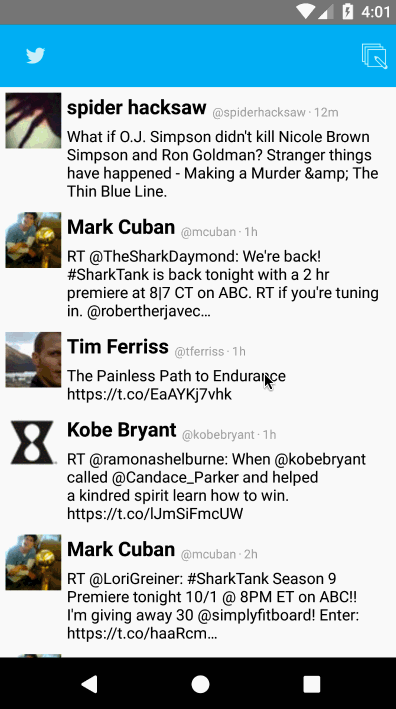 4:01
spider hacksaw @spiderhacksaw · 12m
What if O.J. Simpson didn't kill Nicole Brown
Simpson and Ron Goldman? Stranger things
have happened - Making a Murder &amp; The
Thin Blue Line.
Mark Cuban @mcuban · 1h
RT @TheSharkDaymond: We're back!
#SharkTank is back tonight with a 2 hr
premiere at 8|7 CT on ABC. RT if you're tuning
in. @robertherjavec…
Tim Ferriss @tferriss · 1h
The Painless Path to Endurance
https://t.co/EaAYKj7vhk
Kobe Bryant @kobebryant · 1h
RT @ramonashelburne: When @kobebryant
called @Candace_Parker and helped
a kindred spirit learn how to win.
https://t.co/lJmSiFmcUW
Mark Cuban @mcuban · 2h
RT @LoriGreiner: #SharkTank Season 9
Premiere tonight 10/1 @ 8PM ET on ABC!!
I'm giving away 30 @simplyfitboard! Enter:
https://t.co/haaRcm…